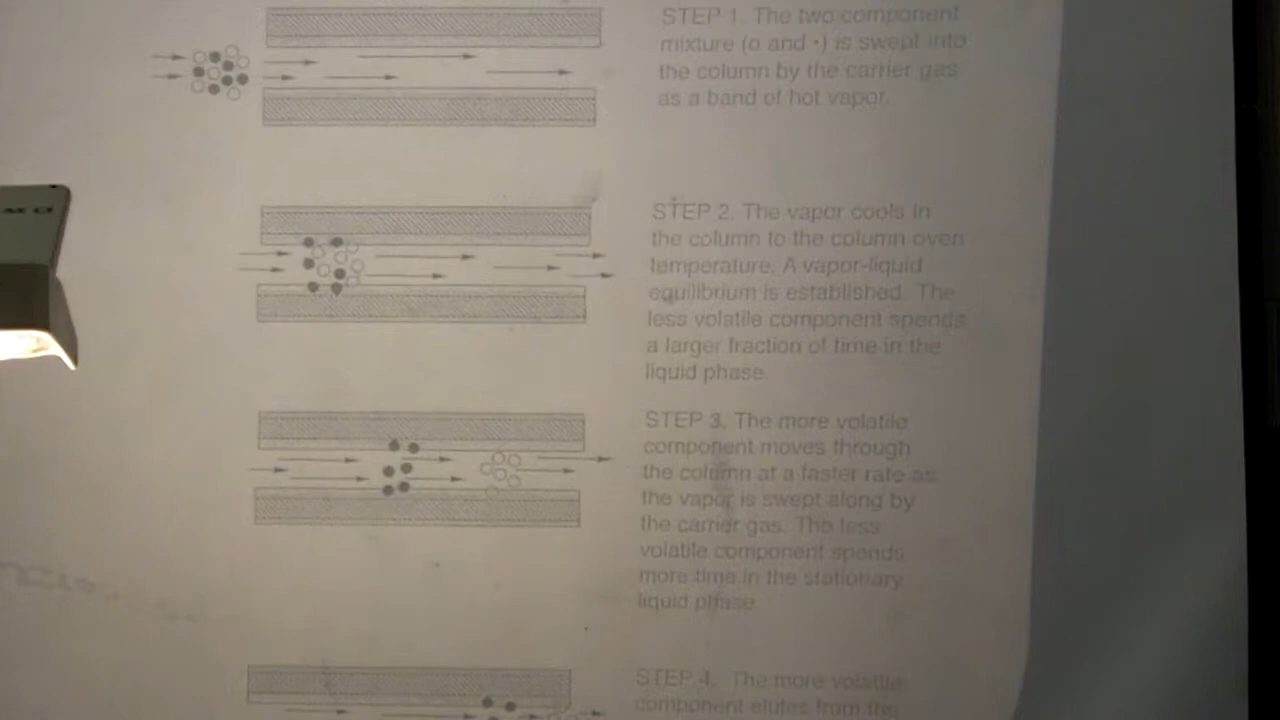 STEP 1. The two component
mixture (o and •) is swept into
the column by the carrier gas
as a band of hot vapor.
STEP 2. The vapor cools in
the column to the column oven
temperature. A vapor-liquid
equilibrium is established. The
less volatile component spends
a larger fraction of time in the
liquid phase.
STEP 3. The more volatile
component moves through
the column at a faster rate as
the vapor is swept along by
the carrier gas. The less
volatile component spends
more time in the stationary
liquid phase
STEP 4. The more volatile
component elutes from the